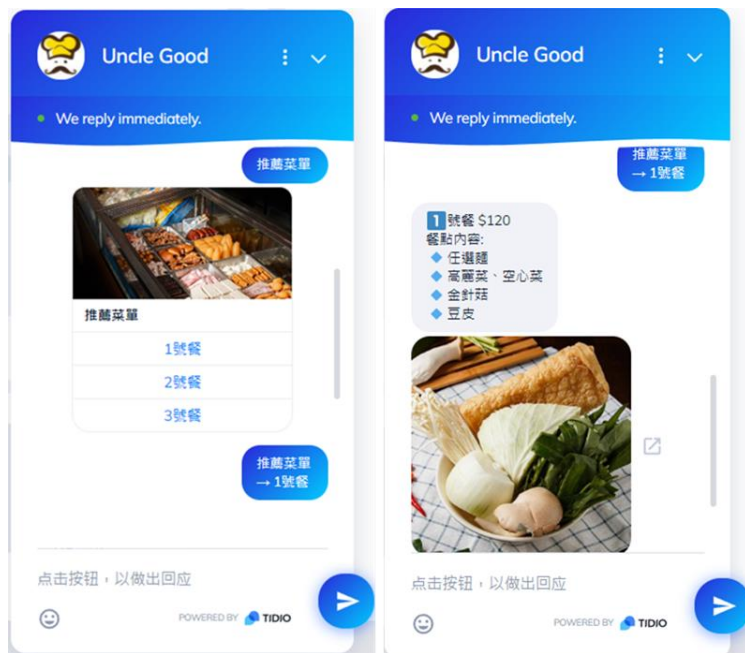 Uncle Good
We reply immediately.
推薦菜單
推薦菜單
1號餐
2號餐
3號餐
推薦菜單
→ 1號餐
点击按钮，以做出回应
POWERED BY TIDIO
Uncle Good
We reply immediately.
推薦菜單
→ 1號餐
1 號餐 $120
餐點內容:
任選麵
高麗菜、空心菜
金針菇
豆皮
点击按钮，以做出回应
POWERED BY TIDIO